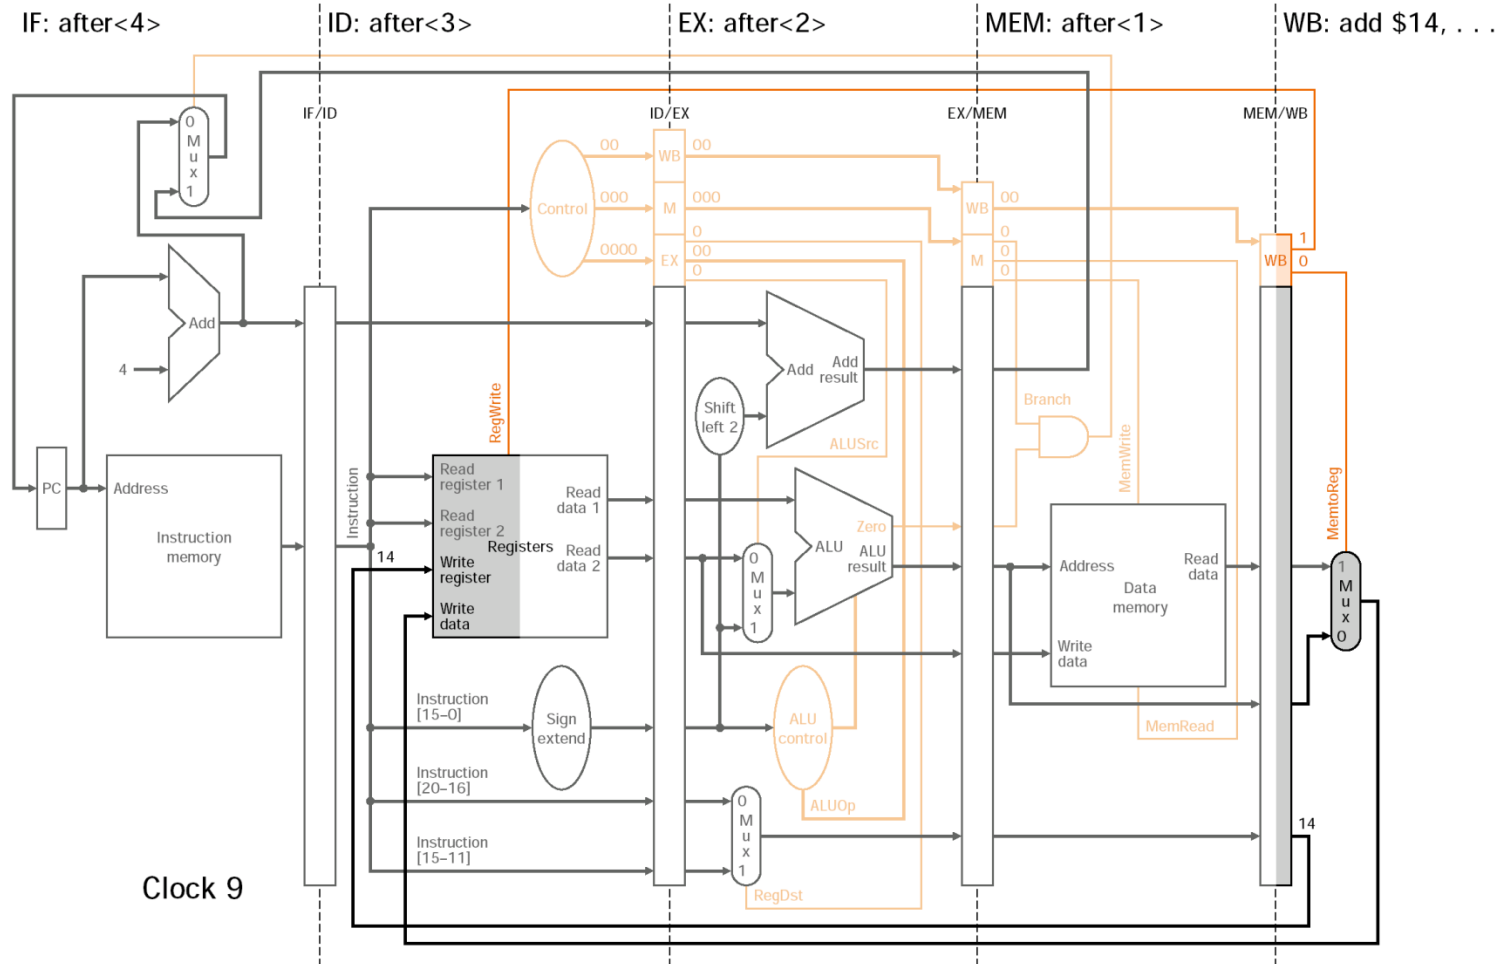 IF: after<4>
ID: after<3>
EX: after<2>
MEM: after<1>
WB: add $14, . . .
IF/ID
ID/EX
EX/MEM
MEM/WB
0
M
u
x
1
Add
4
PC
Address
Instruction
memory
Instruction
RegWrite
Control
00
000
0000
WB
M
EX
00
000
0
00
0
WB
M
00
0
0
0
WB
1
0
Shift
left 2
Add
Add
result
ALUSrc
Branch
MemWrite
MemtoReg
Read
register 1
Read
register 2
14
Write
register
Write
data
Registers
Read
data 1
Read
data 2
0
M
u
x
1
Zero
ALU
ALU
result
Address
Read
data
Data
memory
Write
data
1
M
u
x
0
Instruction
[15–0]
Sign
extend
ALU
control
MemRead
Instruction
[20–16]
0
M
u
x
1
ALUOp
14
Instruction
[15–11]
RegDst
Clock 9